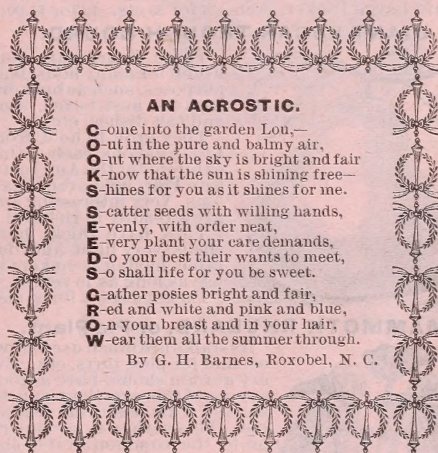 AN ACROSTIC.
C-ome into the garden Lou,—
O-ut in the pure and balmy air,
O-ut where the sky is bright and fair
K-now that the sun is shining free—
S-hines for you as it shines for me.
S-catter seeds with willing hands,
E-venly, with order neat,
E-very plant your care demands,
D-o your best their wants to meet,
S-o shall life for you be sweet.
G-ather posies bright and fair,
R-ed and white and pink and blue,
O-n your breast and in your hair,
W-ear them all the summer through.
By G. H. Barnes, Roxobel, N. C.